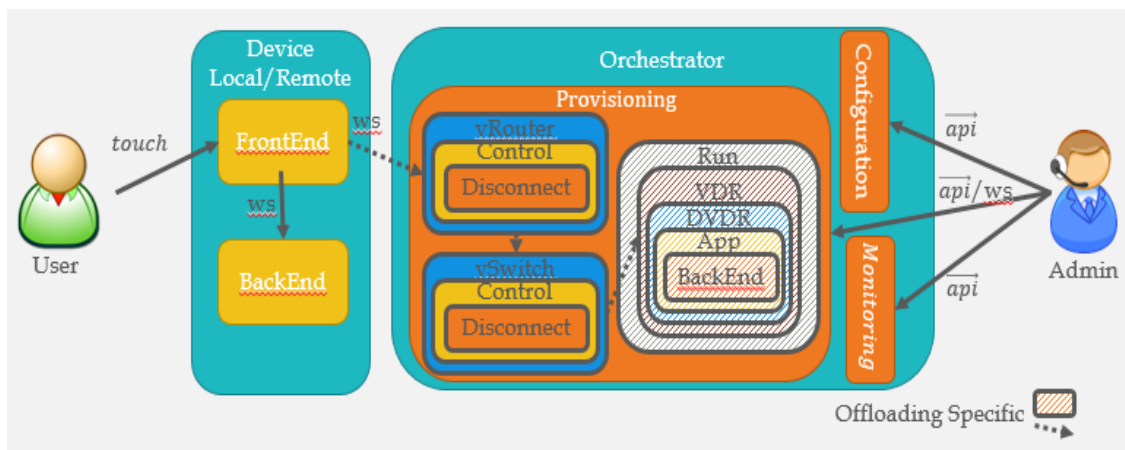 Device
Local/Remote
Orchestrator
Provisioning
Configuration
FrontEnd
ws
touch
vRouter
Control
Disconnect
Run
VDR
DVDR
App
BackEnd
api
api/ws
ws
BackEnd
User
vSwitch
Control
Disconnect
Monitoring
api
Admin
Offloading Specific